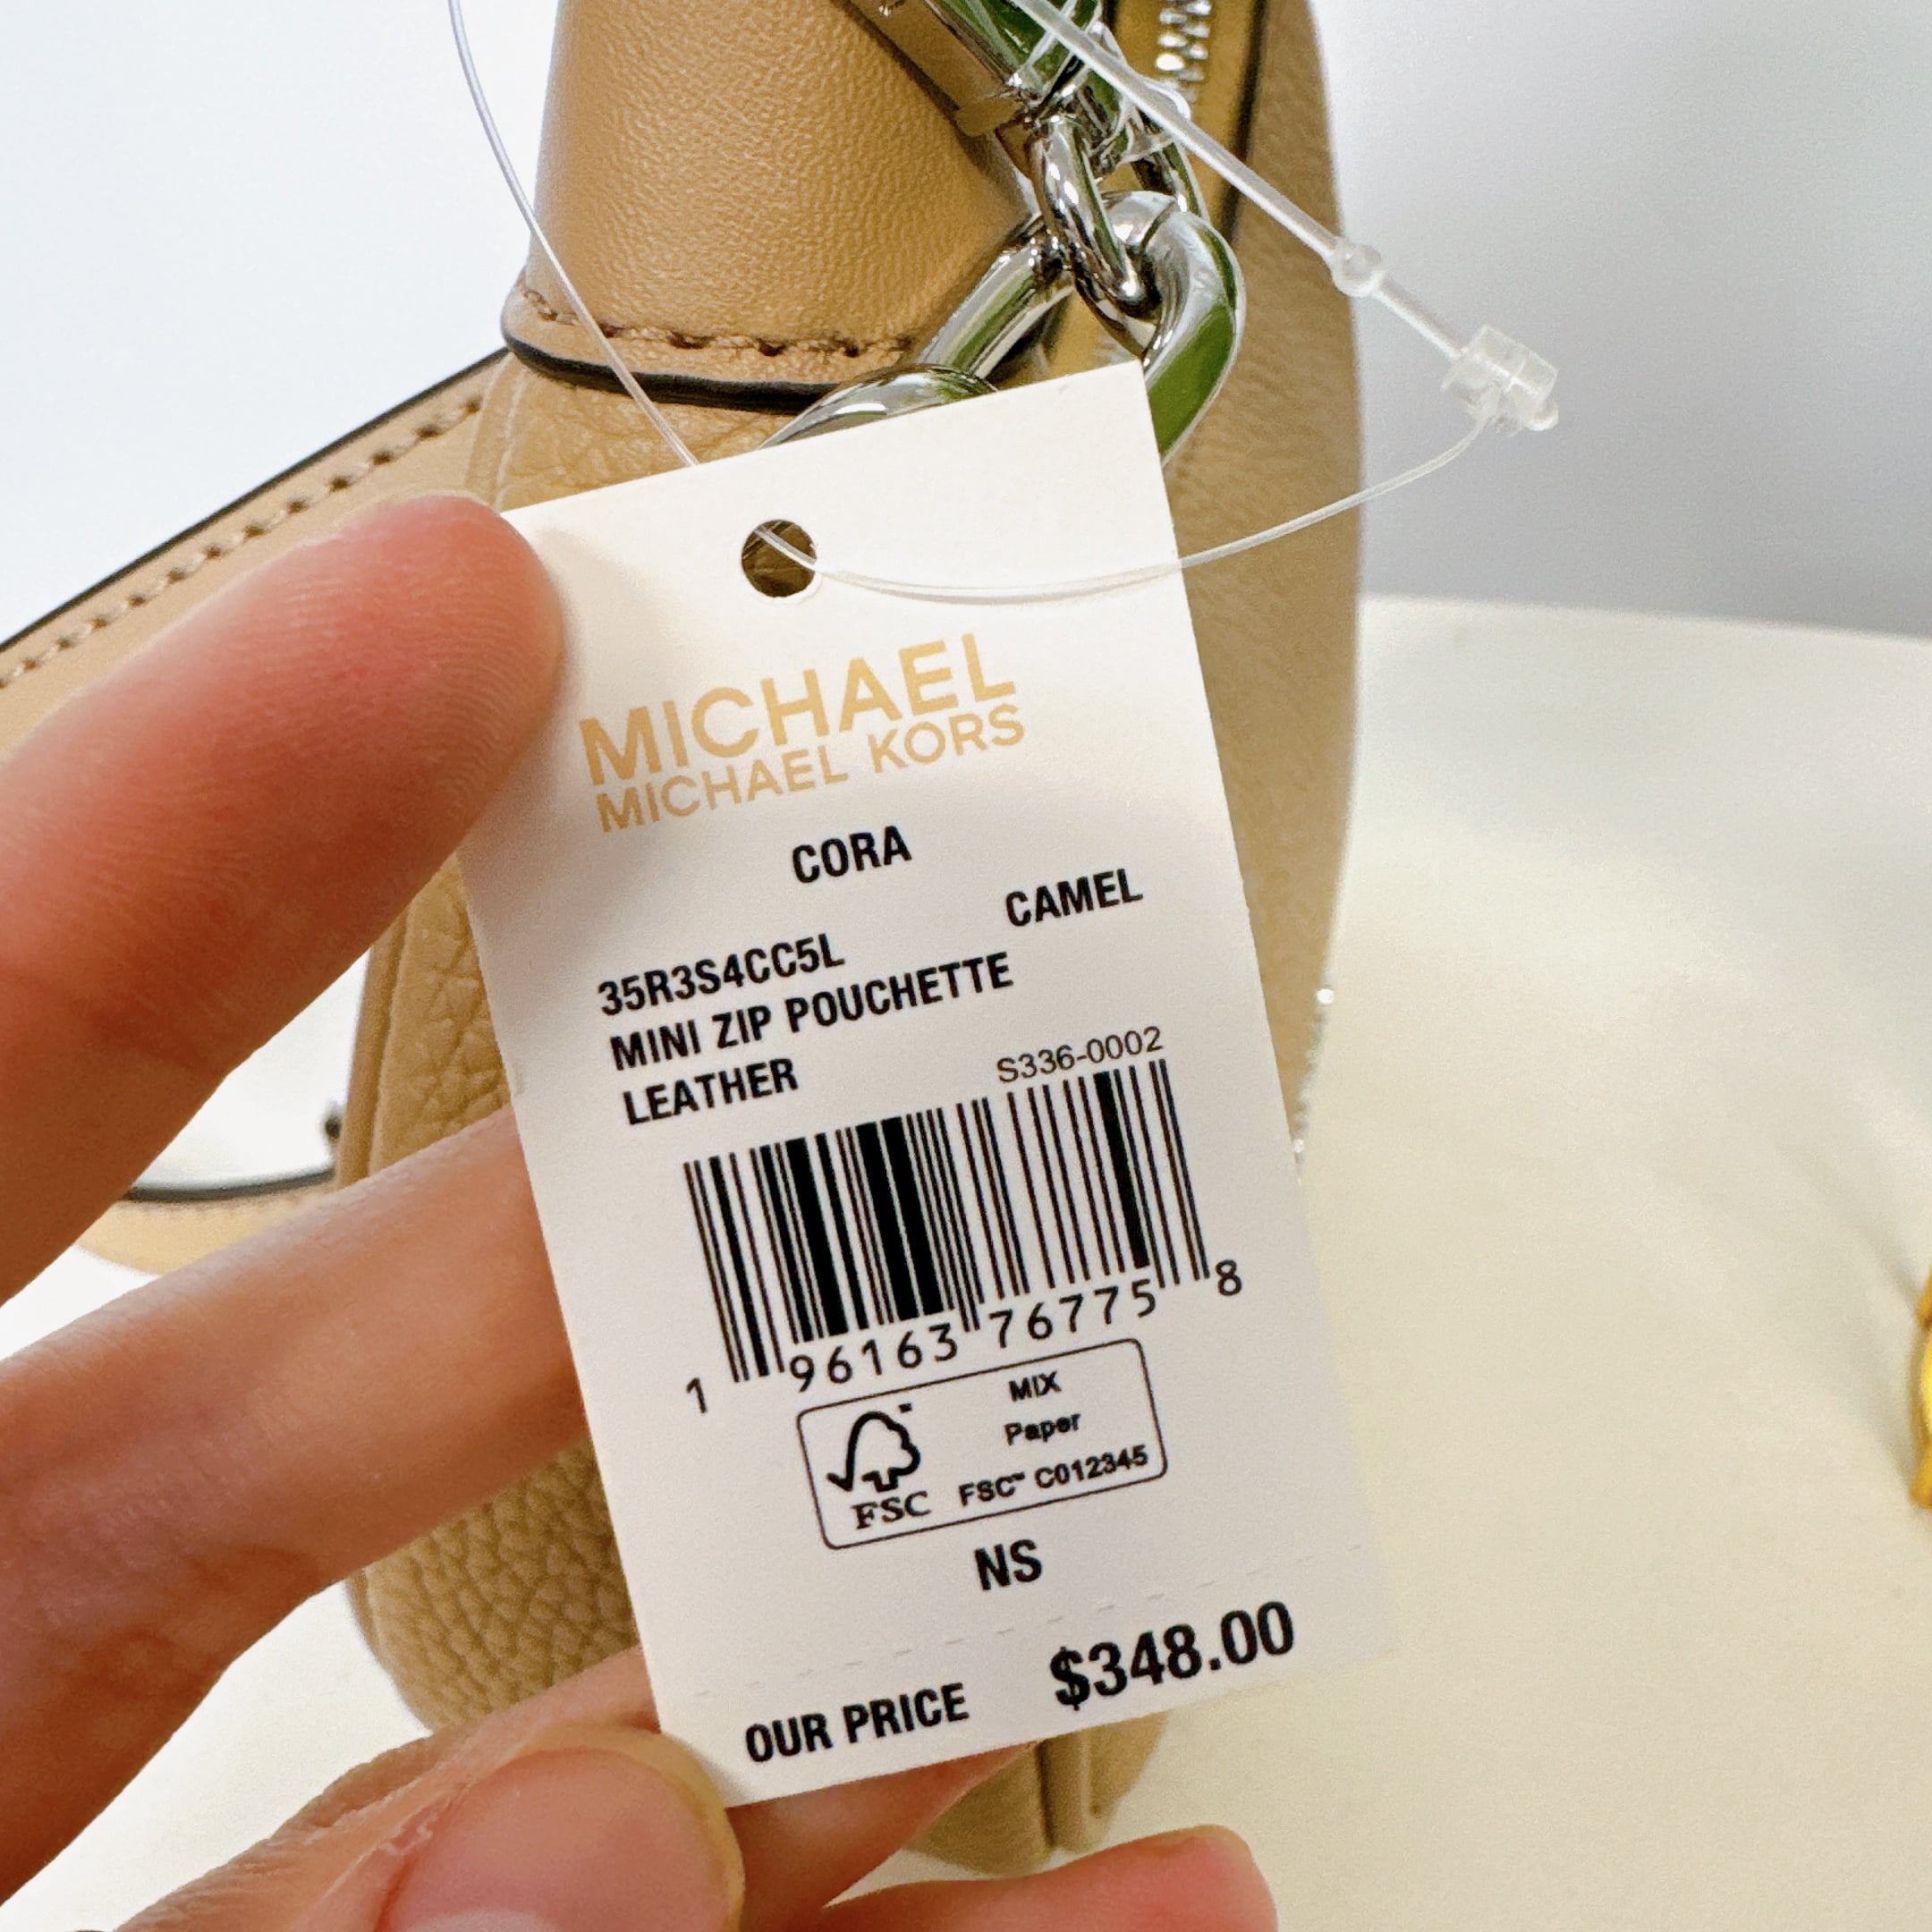 MICHAEL
MICHAEL KORS
CORA
CAMEL
35R3S4CC5L
MINI ZIP POUCHETTE
LEATHER
S336-0002
1 96163 76775 8
MIX
Paper
FSC™ C012345
FSC
NS
OUR PRICE $348.00